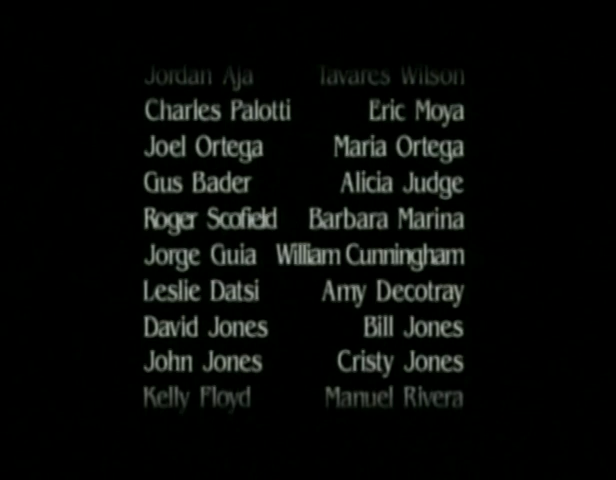 Jordan Aja Tavares Wilson
Charles Palotti Eric Moya
Joel Ortega Maria Ortega
Gus Bader Alicia Judge
Roger Scofield Barbara Marina
Jorge Guia William Cunningham
Leslie Datsi Amy Decotray
David Jones Bill Jones
John Jones Cristy Jones
Kelly Floyd Manuel Rivera